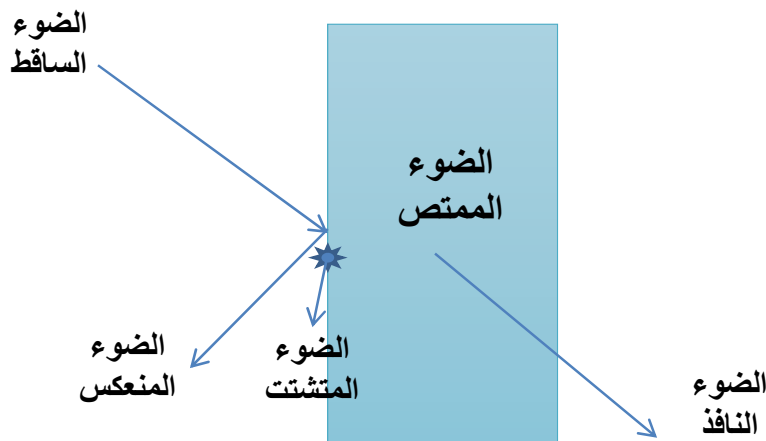 الضوء
الساقط
الضوء
الممتص
الضوء
المنعكس
الضوء
المتشتت
الضوء
النافذ